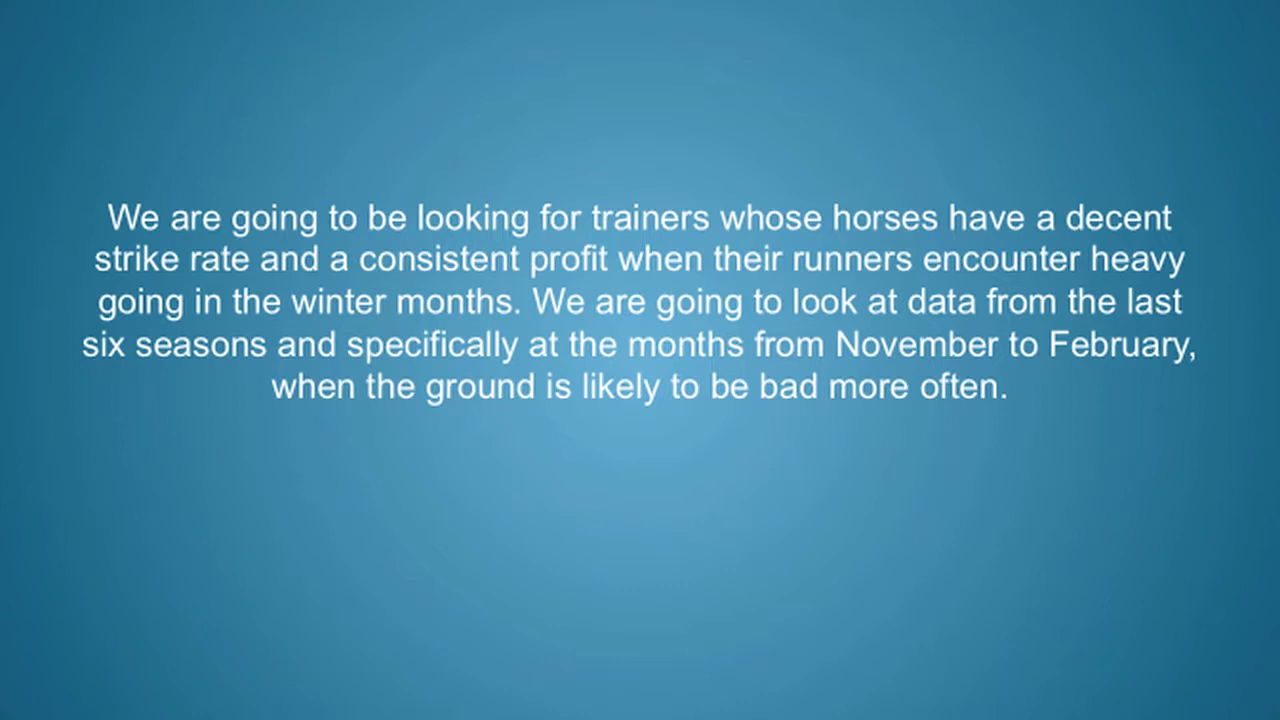 We are going to be looking for trainers whose horses have a decent
strike rate and a consistent profit when their runners encounter heavy
going in the winter months. We are going to look at data from the last
six seasons and specifically at the months from November to February,
when the ground is likely to be bad more often.